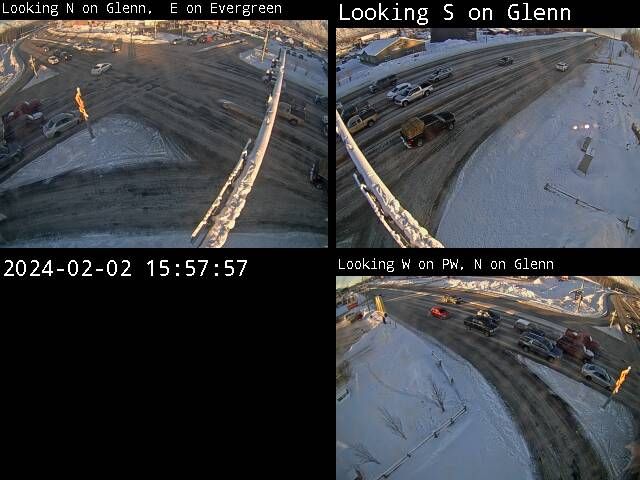 Looking N on Glenn,  E on Evergreen
Looking S on Glenn
2024-02-02 15:57:57
Looking W on PW, N on Glenn